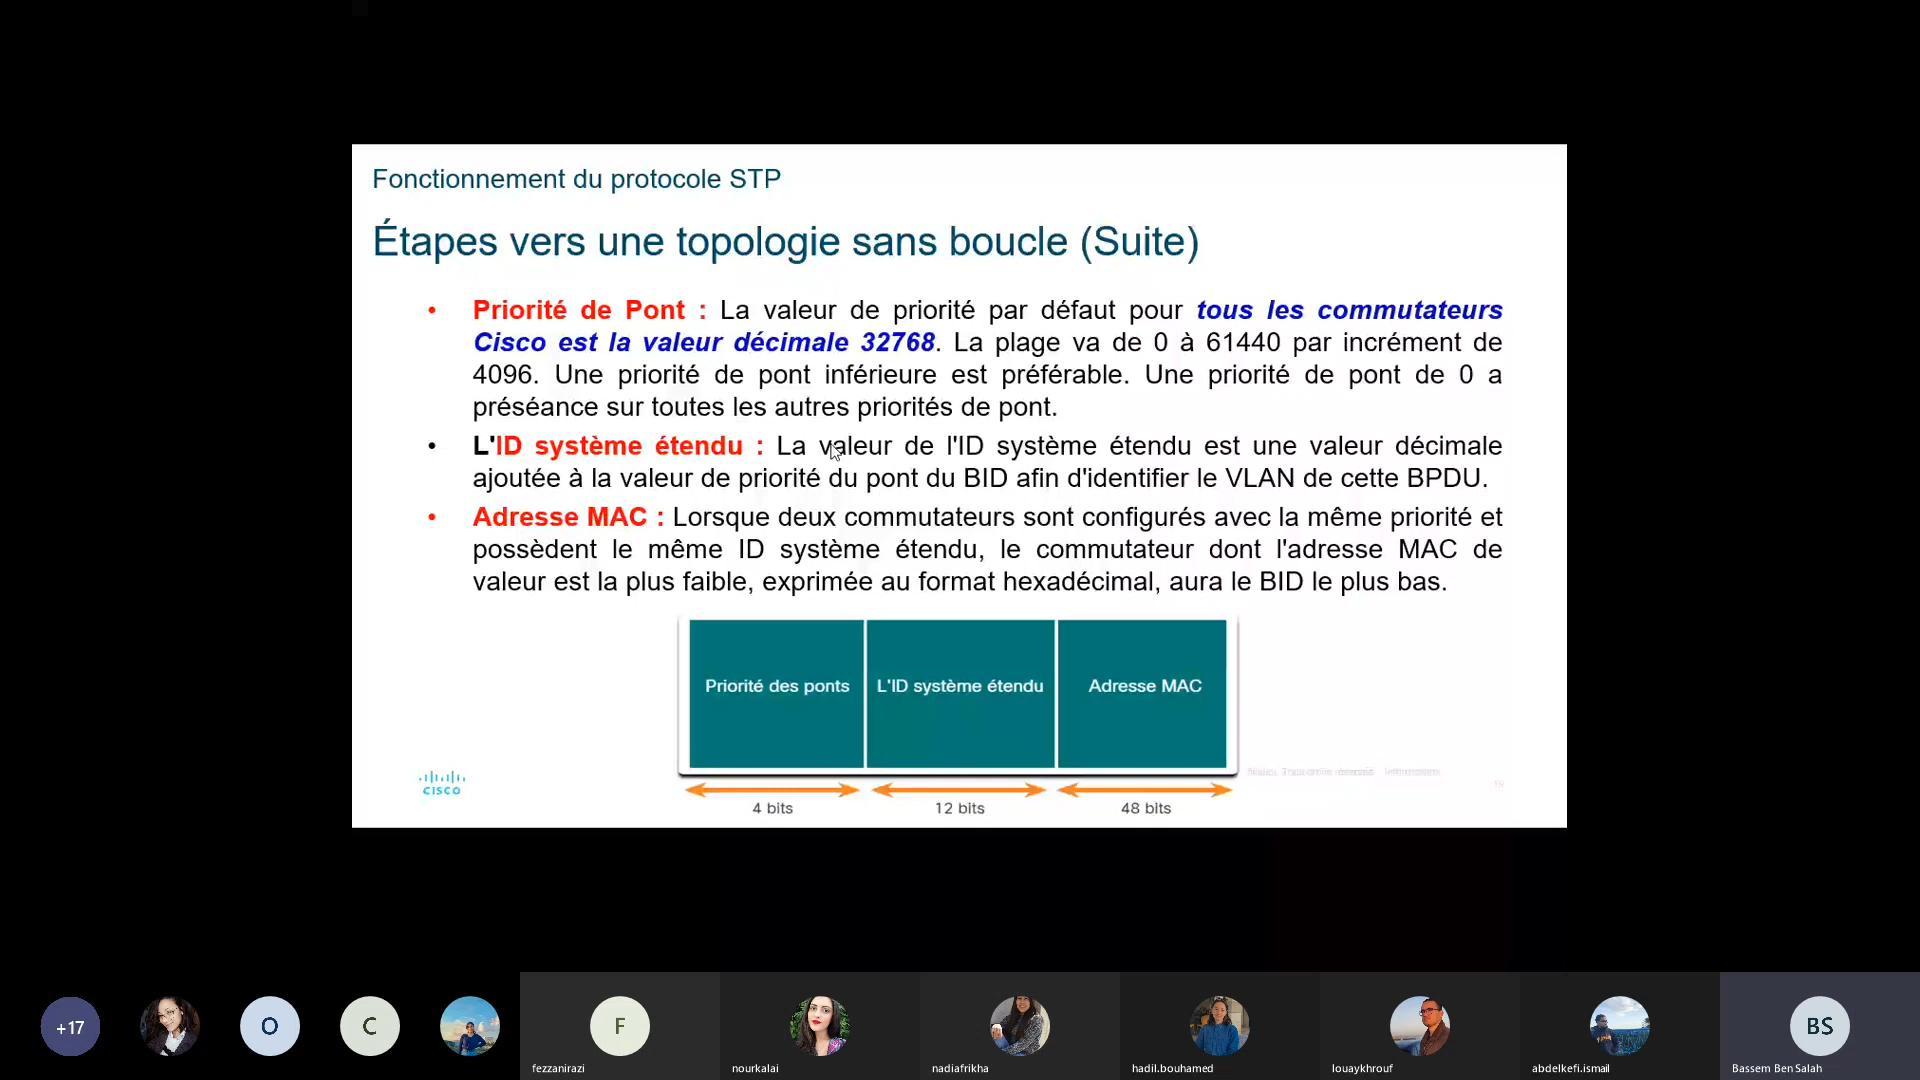 Fonctionnement du protocole STP
Étapes vers une topologie sans boucle (Suite)
• Priorité de Pont : La valeur de priorité par défaut pour tous les commutateurs
Cisco est la valeur décimale 32768. La plage va de 0 à 61440 par incrément de
4096. Une priorité de pont inférieure est préférable. Une priorité de pont de 0 a
préséance sur toutes les autres priorités de pont.
• L'ID système étendu : La valeur de l'ID système étendu est une valeur décimale
ajoutée à la valeur de priorité du pont du BID afin d'identifier le VLAN de cette BPDU.
• Adresse MAC : Lorsque deux commutateurs sont configurés avec la même priorité et
possèdent le même ID système étendu, le commutateur dont l'adresse MAC de
valeur est la plus faible, exprimée au format hexadécimal, aura le BID le plus bas.
Priorité des ponts L'ID système étendu Adresse MAC
4 bits 12 bits 48 bits
CISCO
+17 O C F BS
fezzanirazi nourkalai nadiafrikha hadil.bouhamed louaykhrouf abdelkefi.ismail Bassem Ben Salah